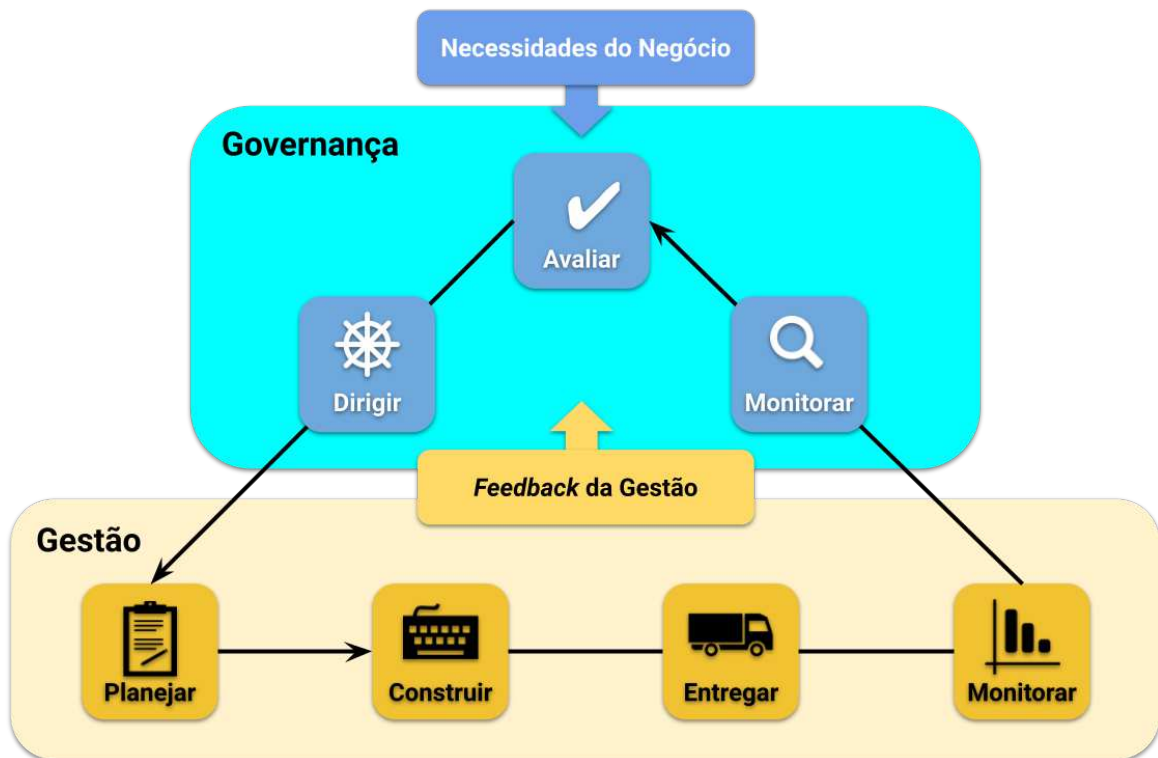 Necessidades do Negócio
Governança
Avaliar
Dirigir
Monitorar
Feedback da Gestão
Gestão
Planejar
Construir
Entregar
Monitorar